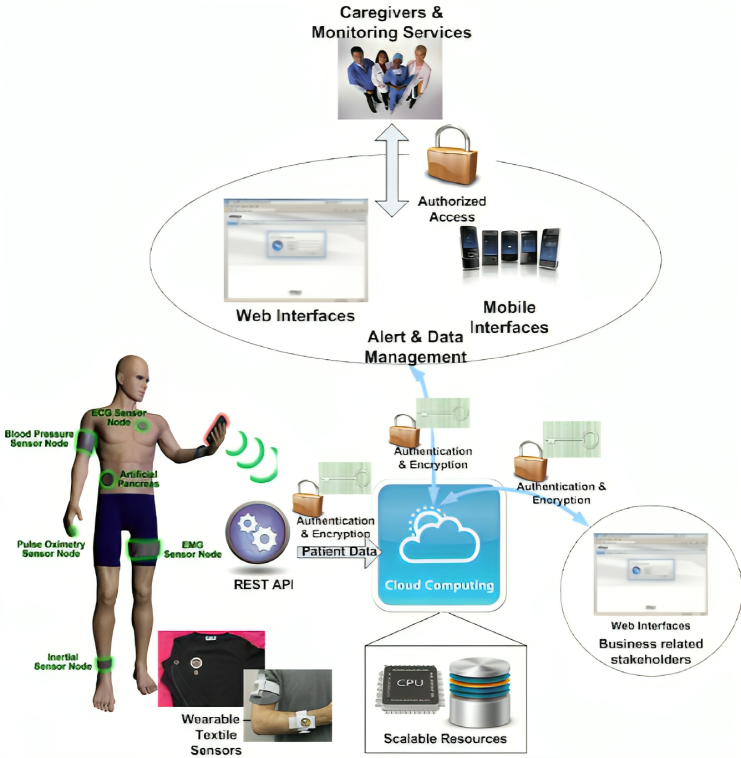 Caregivers &
Monitoring Services
Authorized
Access
Web Interfaces
Mobile
Interfaces
Alert & Data
Management
ECG Sensor
Node
Blood Pressure
Sensor Node
Artificial
Pancreas
Authentication
& Encryption
Authentication &
Encryption
Authentication
& Encryption
Pulse Oximetry
Sensor Node
EMG
Sensor Node
Patient Data
REST API
Cloud Computing
Web Interfaces
Business related
stakeholders
Inertial
Sensor Node
CPU
Wearable
Textile
Sensors
Scalable Resources